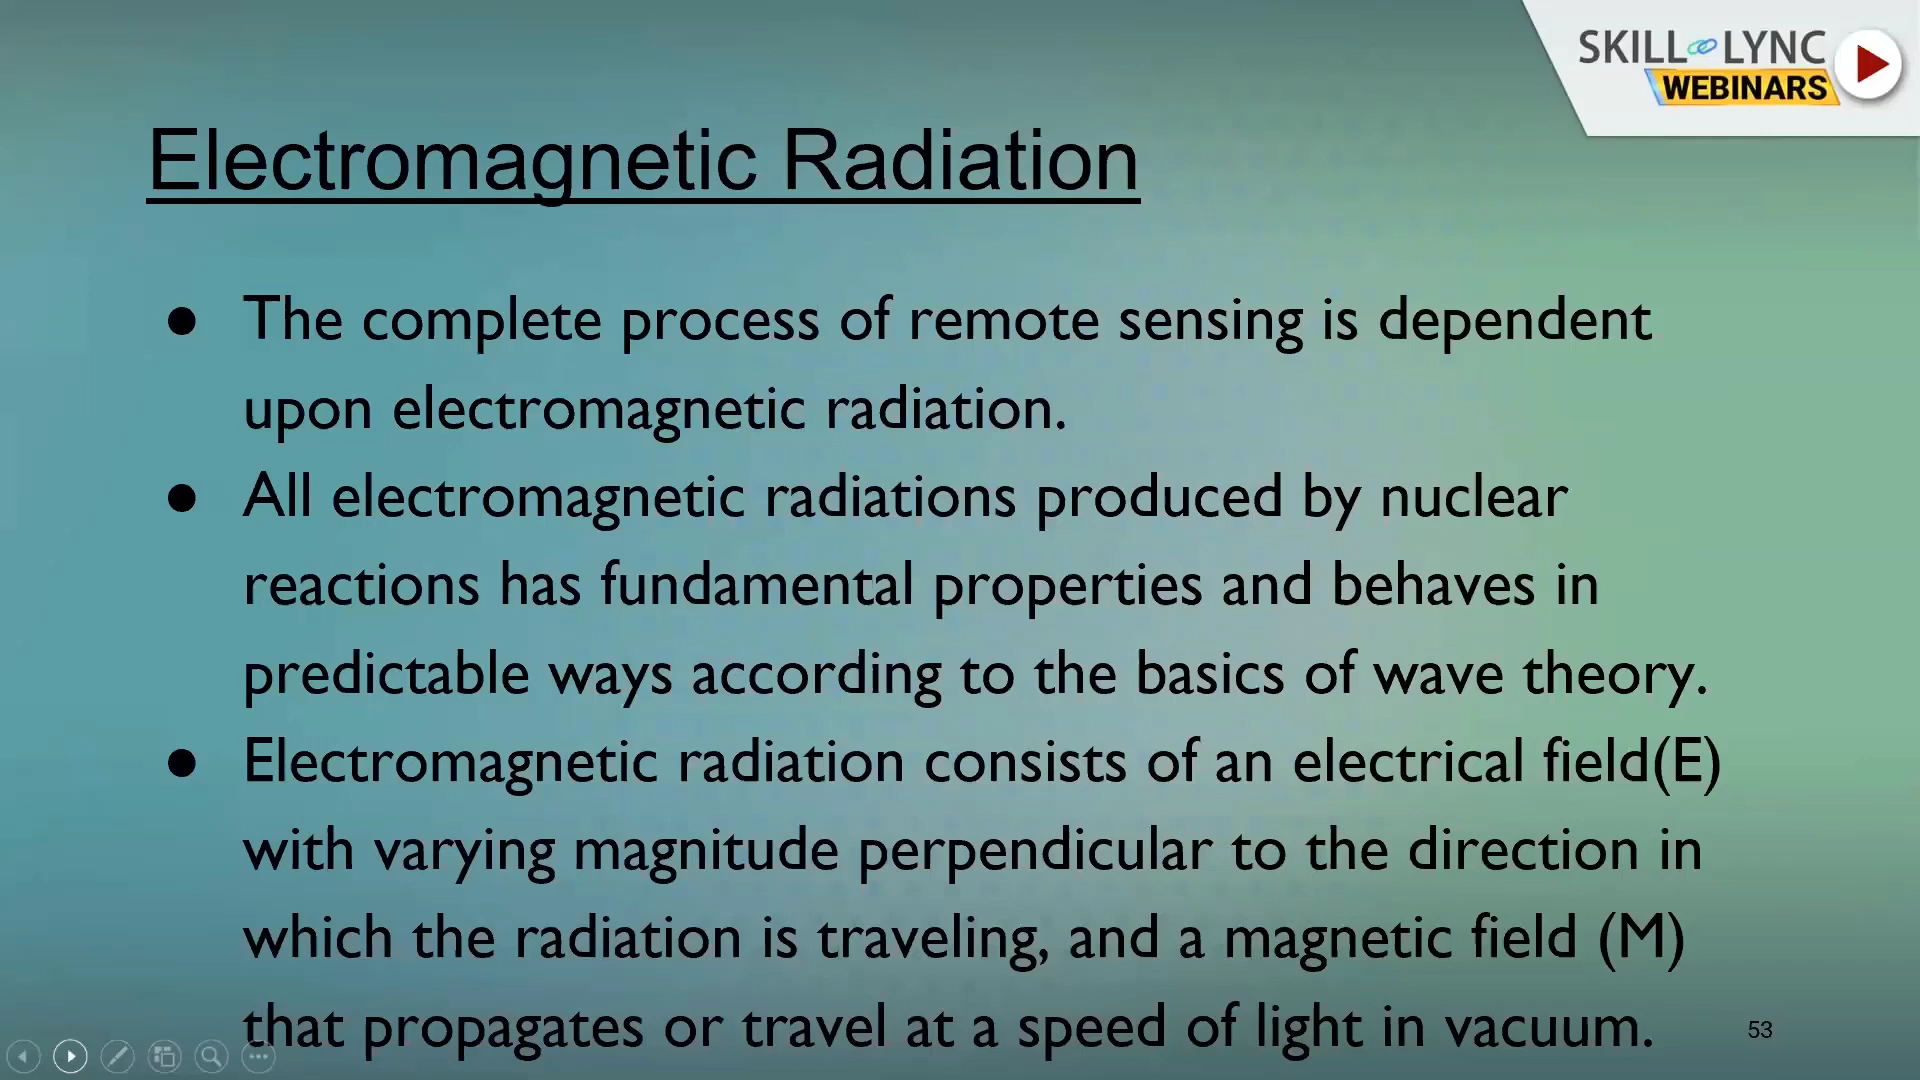 SKILL LYNC
WEBINARS
Electromagnetic Radiation
● The complete process of remote sensing is dependent
upon electromagnetic radiation.
● All electromagnetic radiations produced by nuclear
reactions has fundamental properties and behaves in
predictable ways according to the basics of wave theory.
● Electromagnetic radiation consists of an electrical field(E)
with varying magnitude perpendicular to the direction in
which the radiation is traveling, and a magnetic field (M)
that propagates or travel at a speed of light in vacuum.
53